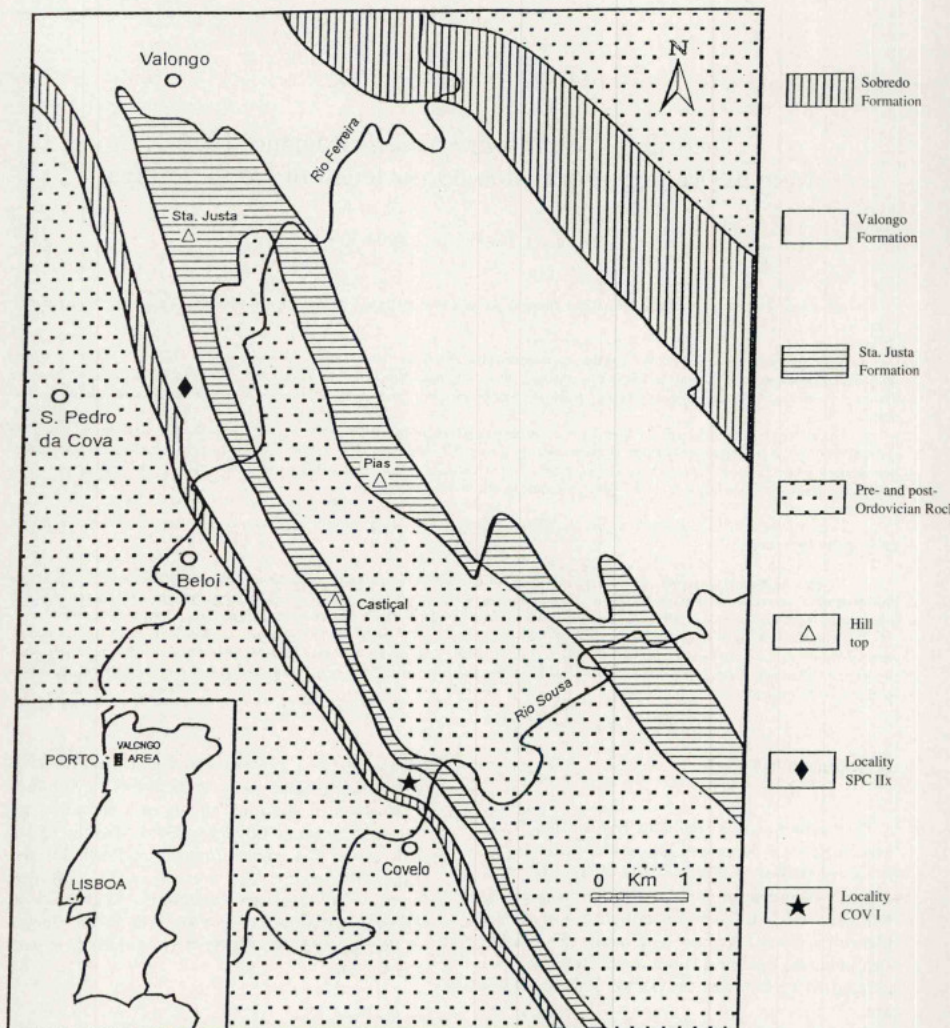 Valongo
N
Rio Ferreira
Sta. Justa
S. Pedro
da Cova
Pias
Beloi
Castiçal
Rio Sousa
Covelo
0 Km 1
PORTO
VALONGO
AREA
LISBOA
Sobredo
Formation
Valongo
Formation
Sta. Justa
Formation
Pre- and post-
Ordovician Rock
Hill
top
Locality
SPC IIx
Locality
COV I